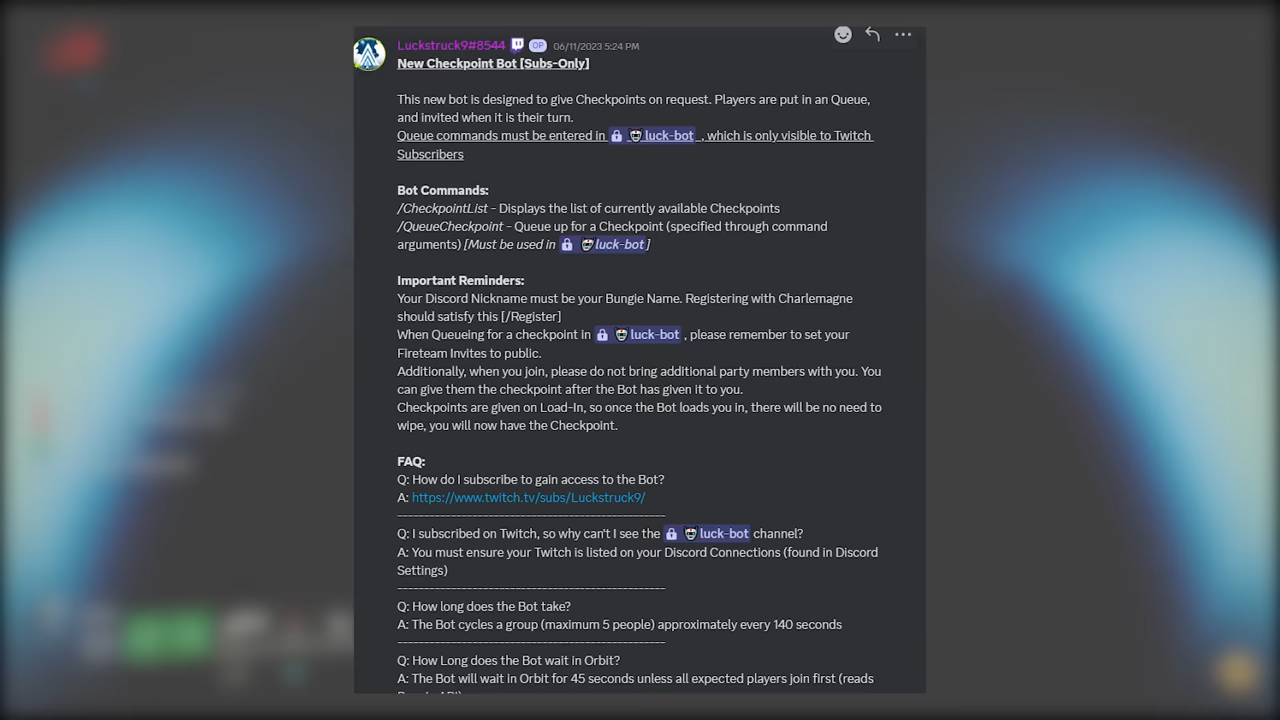 Luckstruck9#8544 OP 06/11/2023 5:24 PM
New Checkpoint Bot [Subs-Only]
This new bot is designed to give Checkpoints on request. Players are put in an Queue,
and invited when it is their turn.
Queue commands must be entered in luck-bot , which is only visible to Twitch
Subscribers
Bot Commands:
/CheckpointList - Displays the list of currently available Checkpoints
/QueueCheckpoint - Queue up for a Checkpoint (specified through command
arguments) [Must be used in luck-bot ]
Important Reminders:
Your Discord Nickname must be your Bungie Name. Registering with Charlemagne
should satisfy this [/Register]
When Queueing for a checkpoint in luck-bot , please remember to set your
Fireteam Invites to public.
Additionally, when you join, please do not bring additional party members with you. You
can give them the checkpoint after the Bot has given it to you.
Checkpoints are given on Load-In, so once the Bot loads you in, there will be no need to
wipe, you will now have the Checkpoint.
FAQ:
Q: How do I subscribe to gain access to the Bot?
A: https://www.twitch.tv/subs/Luckstruck9/
--------------------------------------------------
Q: I subscribed on Twitch, so why can't I see the luck-bot channel?
A: You must ensure your Twitch is listed on your Discord Connections (found in Discord
Settings)
--------------------------------------------------
Q: How long does the Bot take?
A: The Bot cycles a group (maximum 5 people) approximately every 140 seconds
--------------------------------------------------
Q: How Long does the Bot wait in Orbit?
A: The Bot will wait in Orbit for 45 seconds unless all expected players join first (reads